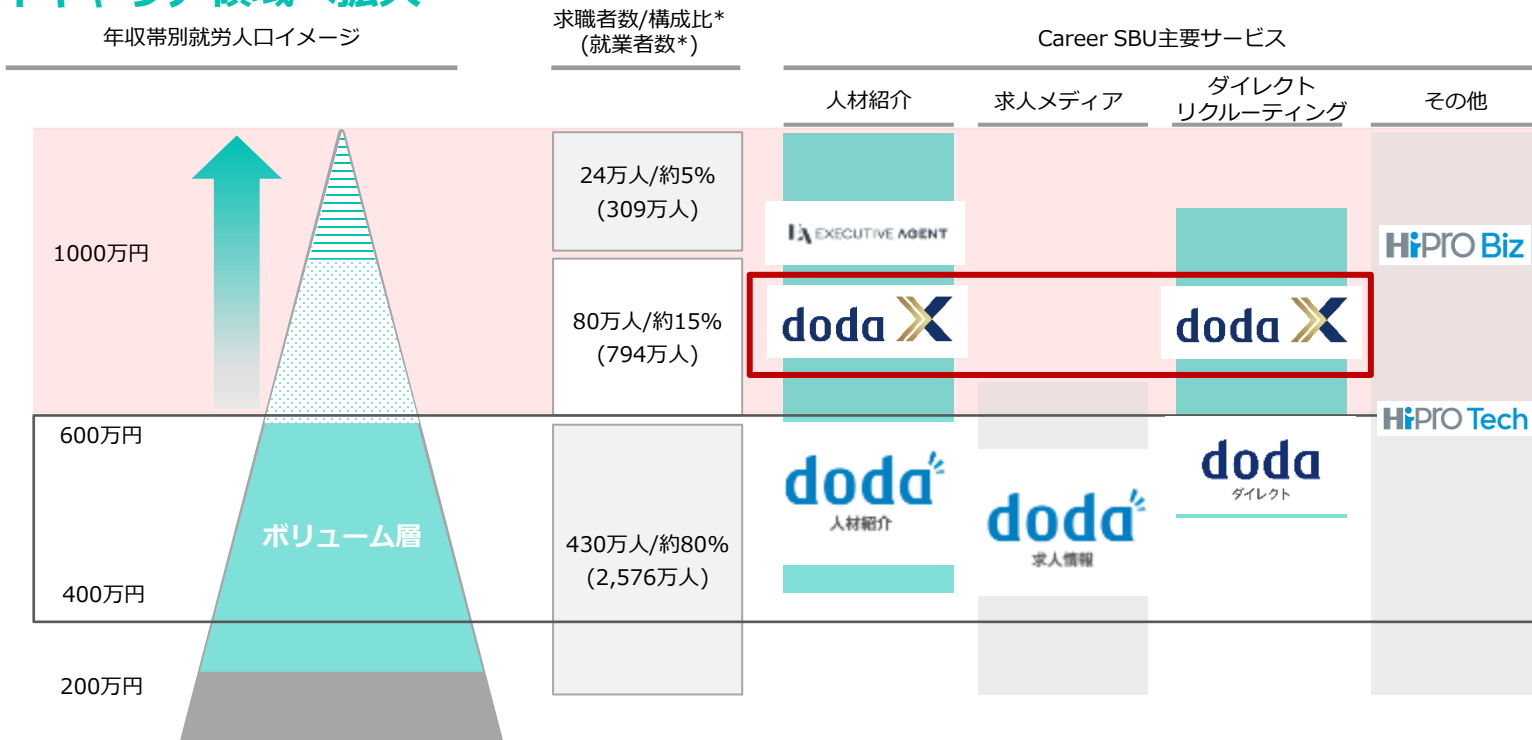 年収帯別就労人口イメージ
求職者数/構成比*
(就業者数*)
Career SBU主要サービス
人材紹介
求人メディア
ダイレクト
リクルーティング
その他
24万人/約5%
(309万人)
EXECUTIVE AGENT
1000万円
HiPRO Biz
80万人/約15%
(794万人)
doda X
doda X
600万円
HiPRO Tech
doda
人材紹介
doda
ダイレクト
doda
求人情報
ボリューム層
430万人/約80%
(2,576万人)
400万円
200万円